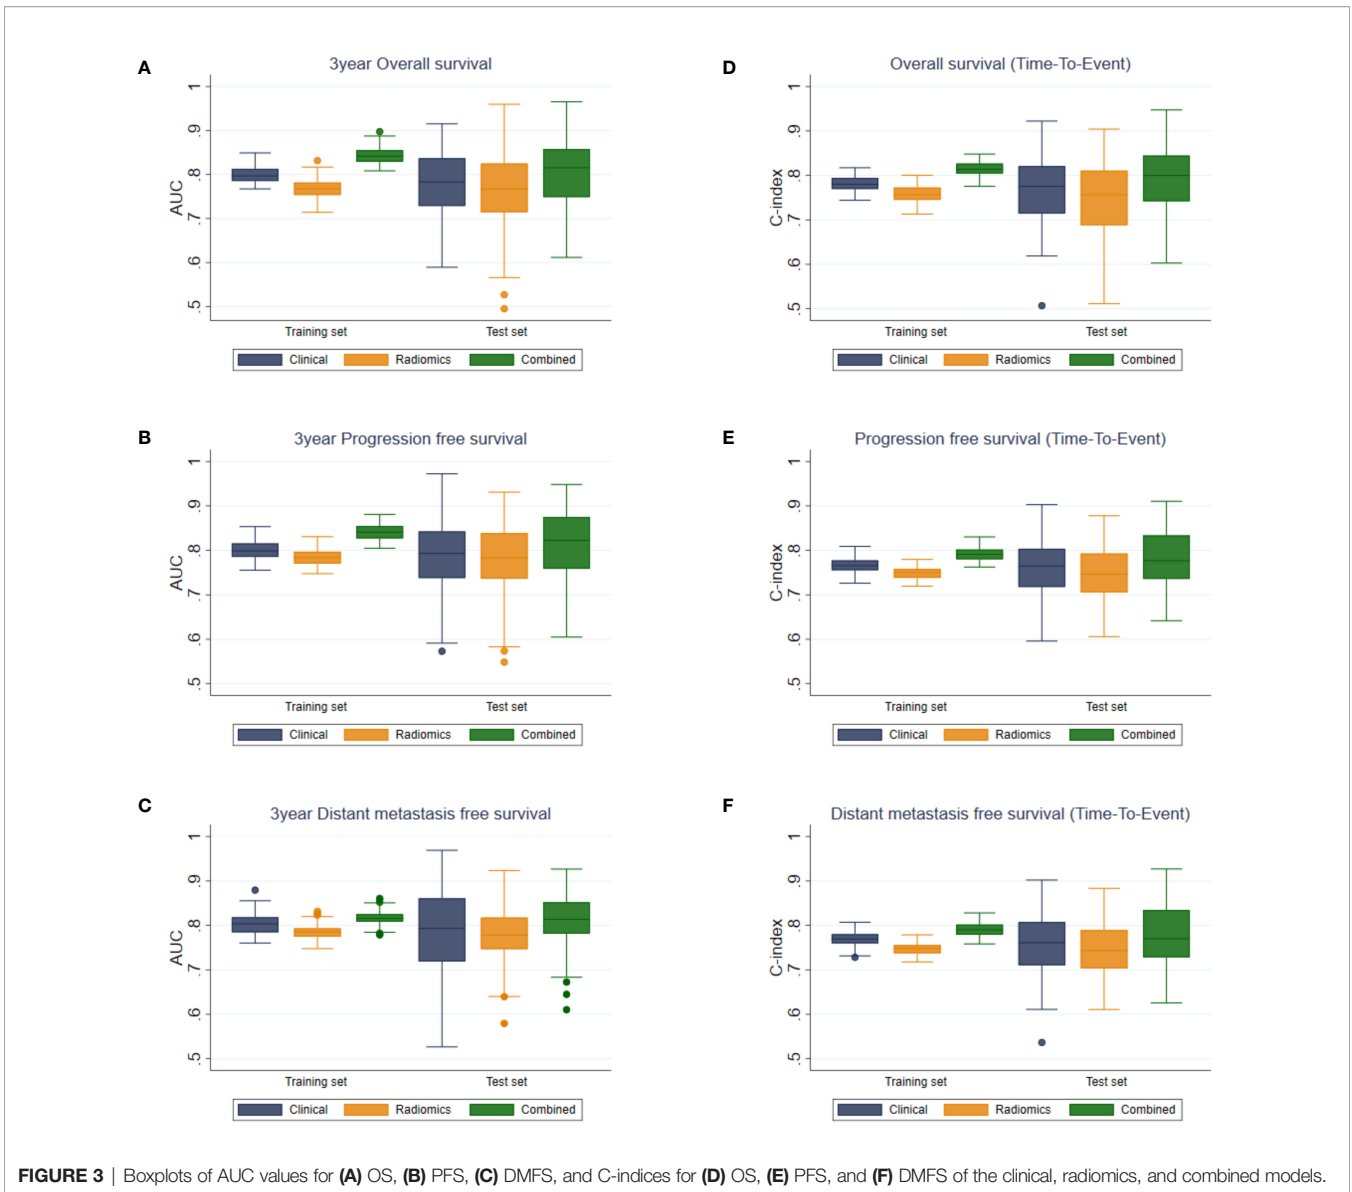 A
3year Overall survival
1
.9
.8
.7
.6
.5
AUC
Training set
Test set
Clinical
Radiomics
Combined
D
Overall survival (Time-To-Event)
1
.9
.8
.7
.6
.5
C-index
Training set
Test set
Clinical
Radiomics
Combined
B
3year Progression free survival
1
.9
.8
.7
.6
.5
AUC
Training set
Test set
Clinical
Radiomics
Combined
E
Progression free survival (Time-To-Event)
1
.9
.8
.7
.6
.5
C-index
Training set
Test set
Clinical
Radiomics
Combined
C
3year Distant metastasis free survival
1
.9
.8
.7
.6
.5
AUC
Training set
Test set
Clinical
Radiomics
Combined
F
Distant metastasis free survival (Time-To-Event)
1
.9
.8
.7
.6
.5
C-index
Training set
Test set
Clinical
Radiomics
Combined
FIGURE 3 | Boxplots of AUC values for (A) OS, (B) PFS, (C) DMFS, and C-indices for (D) OS, (E) PFS, and (F) DMFS of the clinical, radiomics, and combined models.